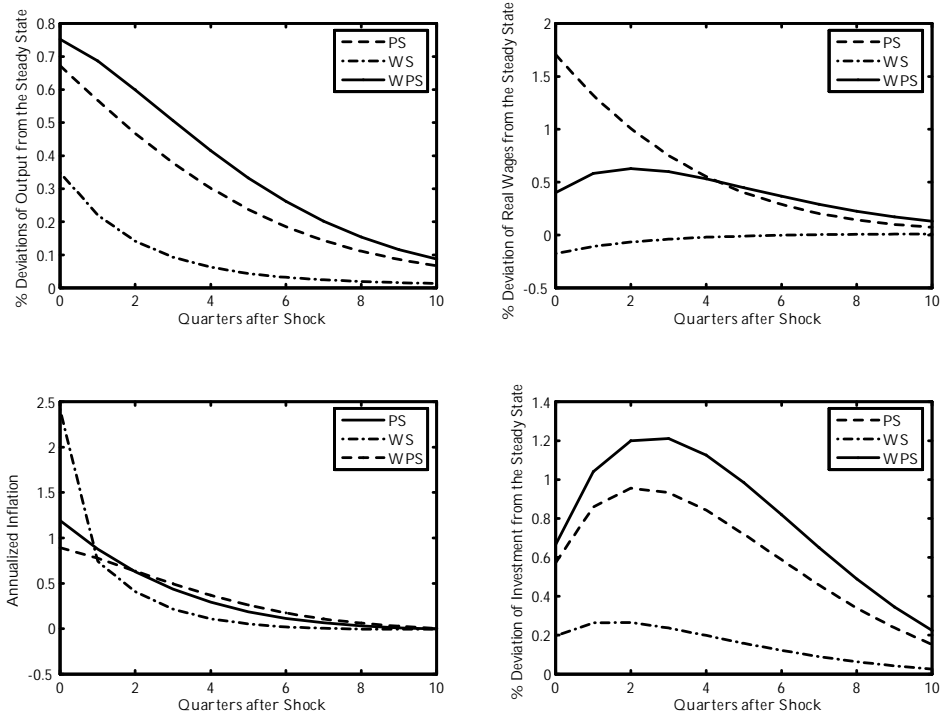 % Deviations of Output from the Steady State
0.8
0.7
0.6
0.5
0.4
0.3
0.2
0.1
0
PS
WS
WPS
0 2 4 6 8 10
Quarters after Shock
% Deviation of Real Wages from the Steady State
2
1.5
1
0.5
0
-0.5
PS
WS
WPS
0 2 4 6 8 10
Quarters after Shock
Annualized Inflation
2.5
2
1.5
1
0.5
0
-0.5
PS
WS
WPS
0 2 4 6 8 10
Quarters after Shock
% Deviation of Investment from the Steady State
1.4
1.2
1
0.8
0.6
0.4
0.2
0
PS
WS
WPS
0 2 4 6 8 10
Quarters after Shock